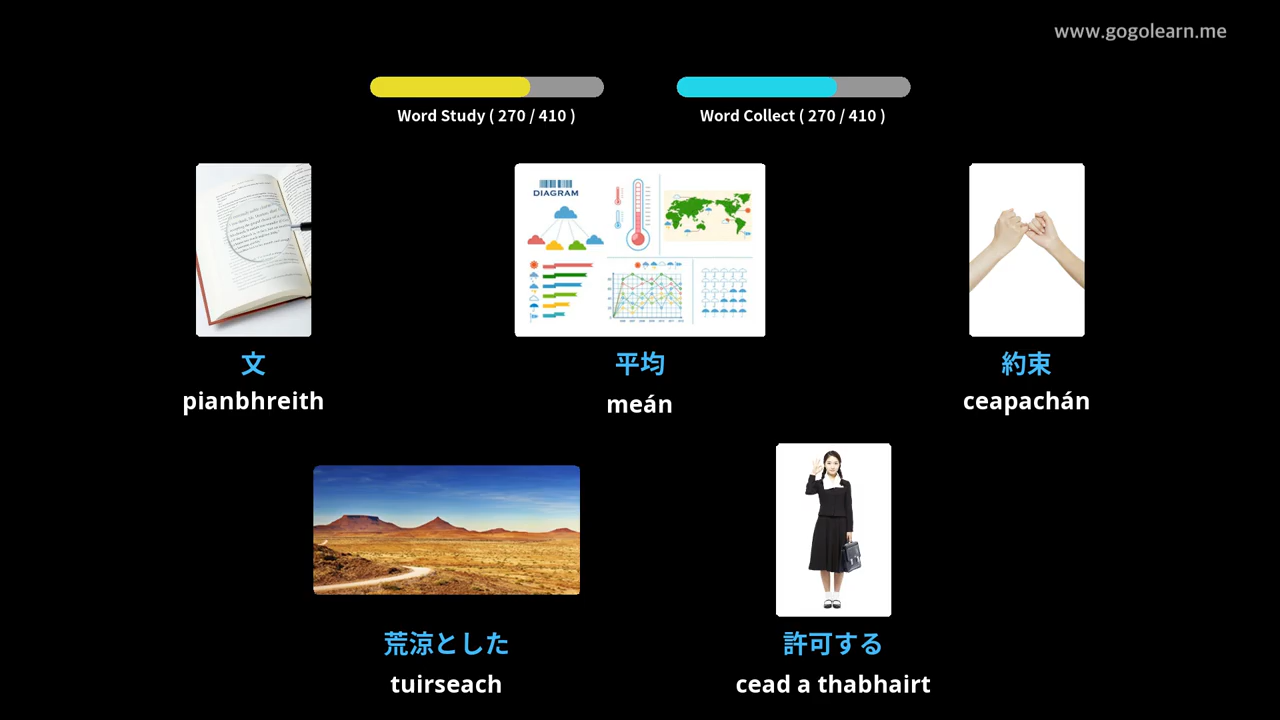 www.gogolearn.me
Word Study ( 270 / 410 )
Word Collect ( 270 / 410 )
DIAGRAM
文
pianbhreith
平均
meán
約束
ceapachán
荒涼とした
tuirseach
許可する
cead a thabhairt